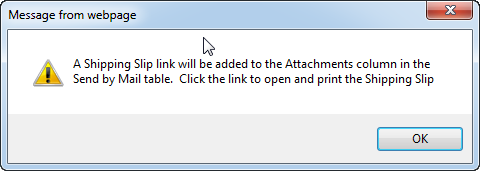 Message from webpage
A Shipping Slip link will be added to the Attachments column in the
Send by Mail table.  Click the link to open and print the Shipping Slip
OK